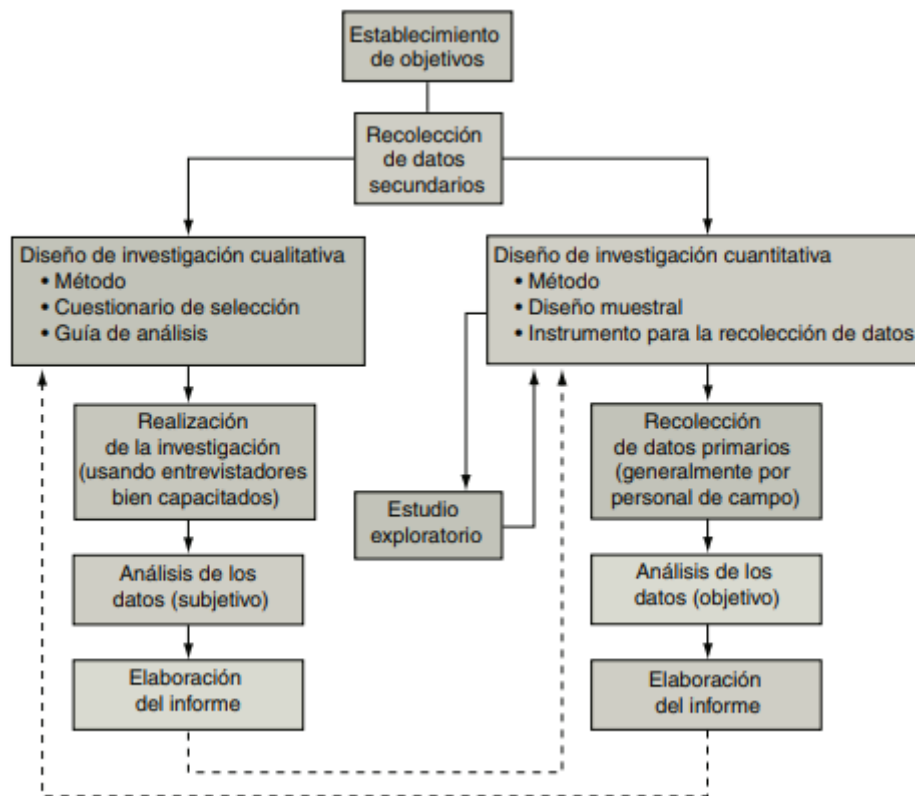 Establecimiento
de objetivos
Recolección
de datos
secundarios
Diseño de investigación cualitativa
• Método
• Cuestionario de selección
• Guía de análisis
Diseño de investigación cuantitativa
• Método
• Diseño muestral
• Instrumento para la recolección de datos
Realización
de la investigación
(usando entrevistadores
bien capacitados)
Estudio
exploratorio
Recolección
de datos primarios
(generalmente por
personal de campo)
Análisis de los
datos (subjetivo)
Análisis de los
datos (objetivo)
Elaboración
del informe
Elaboración
del informe